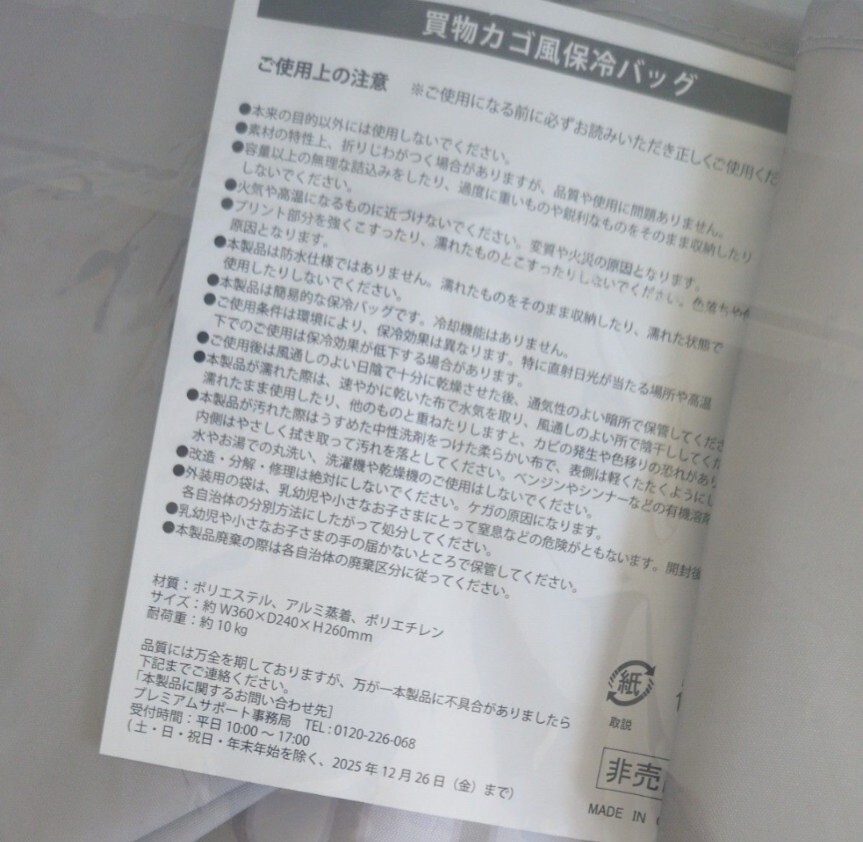 買物カゴ風保冷バッグ
ご使用上の注意 ※ご使用になる前に必ずお読みいただき正しくご使用くだ
●本来の目的以外には使用しないでください。
●素材の特性上、折りじわがつく場合がありますが、品質や使用に問題ありません。
●容量以上の無理な詰込みをしたり、過度に重いものや鋭利なものをそのまま収納したり
しないでください。
●火気や高温になるものに近づけないでください。変質や火災の原因となります。
●プリント部分を強くこすったり、濡れたものとこすったりしないでください。色落ちや
原因となります。
●本製品は防水仕様ではありません。濡れたものをそのまま収納したり、濡れた状態で
使用したりしないでください。
●本製品は簡易的な保冷バッグです。冷却機能はありません。
●ご使用条件は環境により、保冷効果は異なります。特に直射日光が当たる場所や高温
下でのご使用は保冷効果が低下する場合があります。
●ご使用後は風通しのよい日陰で十分に乾燥させた後、通気性のよい暗所で保管してくださ
●本製品が濡れた際は、速やかに乾いた布で水気を取り、風通しのよい所で陰干ししてくだ
濡れたまま使用したり、他のものと重ねたりしますと、カビの発生や色移りの恐れがあり
●本製品が汚れた際はうすめた中性洗剤をつけた柔らかい布で、表側は軽くたたくようにし
内側はやさしく拭き取って汚れを落としてください。ベンジンやシンナーなどの有機溶剤
水やお湯での丸洗い、洗濯機や乾燥機のご使用はしないでください。
●改造・分解・修理は絶対にしないでください。ケガの原因になります。
●外装用の袋は、乳幼児や小さなお子さまにとって窒息などの危険がともないます。開封後
各自治体の分別方法にしたがって処分してください。
●乳幼児や小さなお子さまの手の届かないところで保管してください。
●本製品廃棄の際は各自治体の廃棄区分に従ってください。
材質：ポリエステル、アルミ蒸着、ポリエチレン
サイズ：約 W360×D240×H260mm
耐荷重：約 10 kg
品質には万全を期しておりますが、万が一本製品に不具合がありましたら
下記までご連絡ください。
「本製品に関するお問い合わせ先」
プレミアムサポート事務局 TEL : 0120-226-068
受付時間：平日 10:00 ～ 17:00
( 土・日・祝日・年末年始を除く、2025 年 12 月 26 日（金）まで）
紙
取説
非売
MADE IN